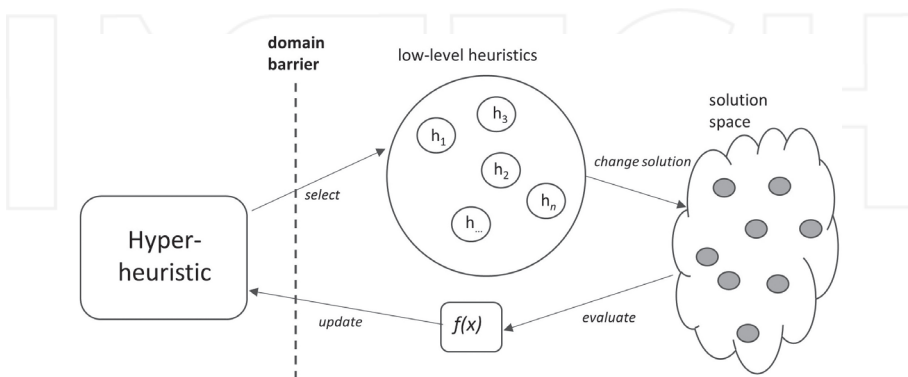 domain
barrier
low-level heuristics
solution
space
h₁
h₃
h₂
hₙ
h...
select
change solution
Hyper-
heuristic
f(x)
update
evaluate